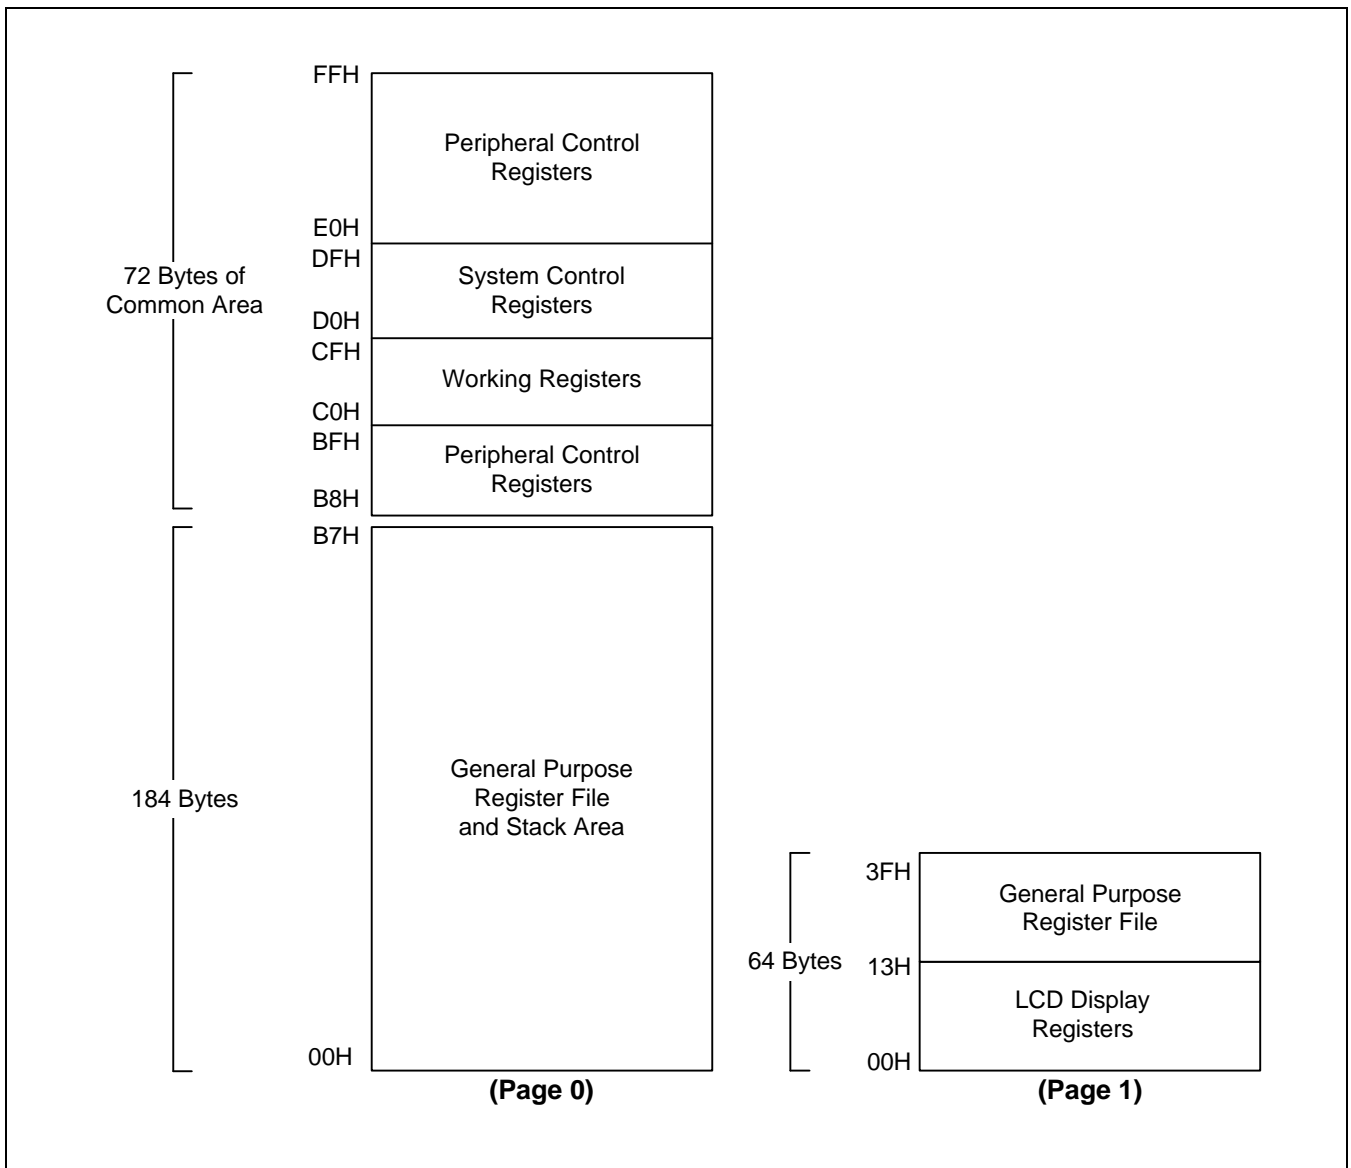 FFH
Peripheral Control
Registers
E0H
DFH
72 Bytes of
Common Area
System Control
Registers
D0H
CFH
Working Registers
C0H
BFH
Peripheral Control
Registers
B8H
B7H
184 Bytes
General Purpose
Register File
and Stack Area
00H
(Page 0)
64 Bytes
3FH
General Purpose
Register File
13H
LCD Display
Registers
00H
(Page 1)